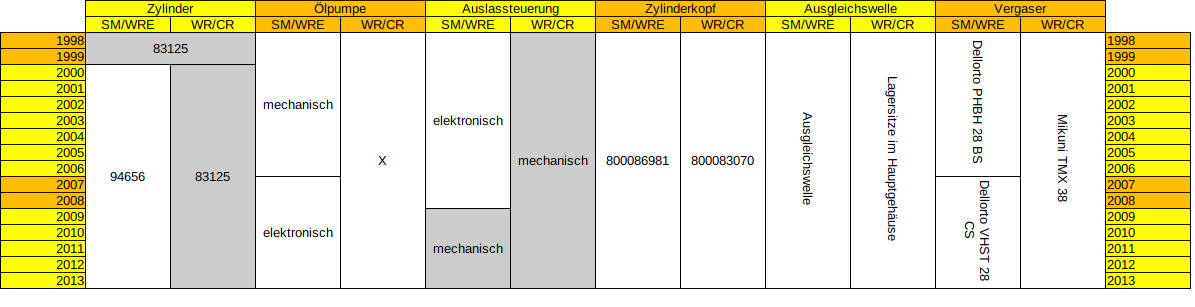 Zylinder Ölpumpe Auslassteuerung Zylinderkopf Ausgleichswelle Vergaser
SM/WRE WR/CR SM/WRE WR/CR SM/WRE WR/CR SM/WRE WR/CR SM/WRE WR/CR SM/WRE WR/CR
1998 1998
83125
1999 1999
2000 2000
2001 2001
2002 mechanisch 2002
2003 elektronisch 2003
2004 2004
2005 2005
X mechanisch 800086981 800083070
2006 2006
94656 83125
2007 2007
2008 2008
2009 2009
2010 elektronisch 2010
2011 mechanisch 2011
2012 2012
2013 2013
Ausgleichswelle
Lagersitze im Hauptgehäuse
Dellorto PHBH 28 BS
Dellorto VHST 28
CS
Mikuni TMX 38